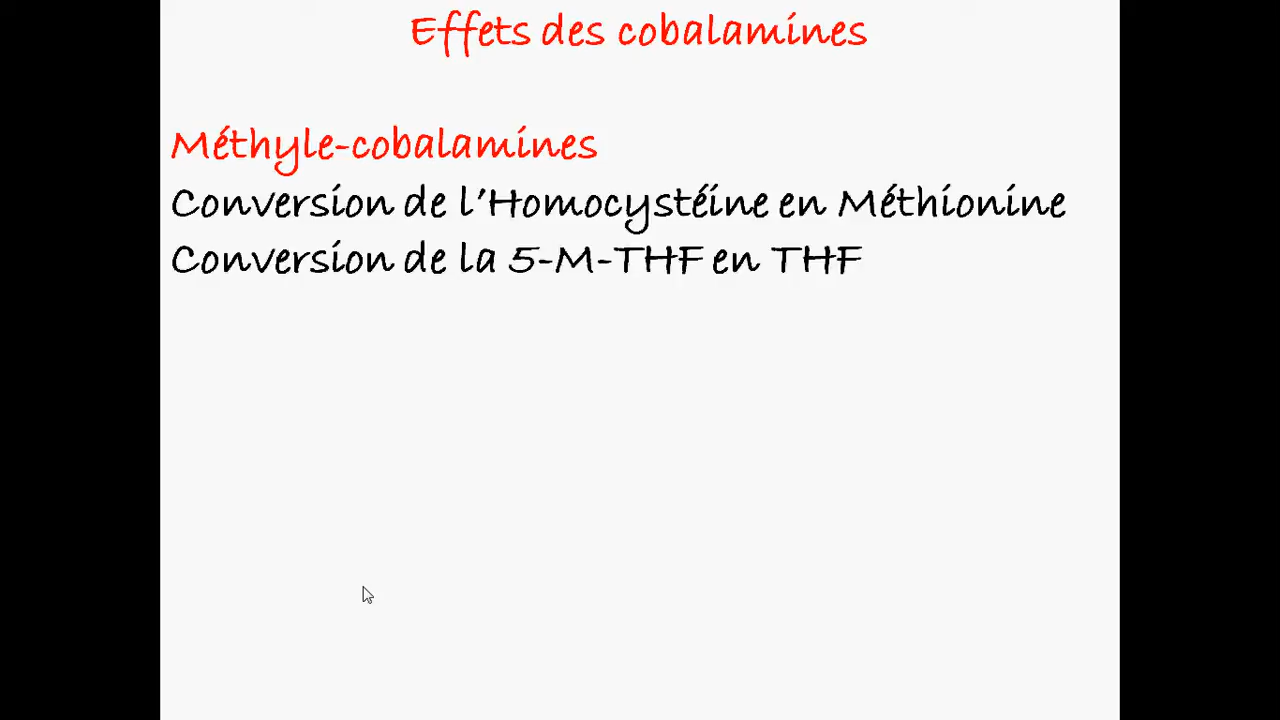 Effets des cobalamines
Méthyle-cobalamines
Conversion de l'Homocystéine en Méthionine
Conversion de la 5-M-THF en THF